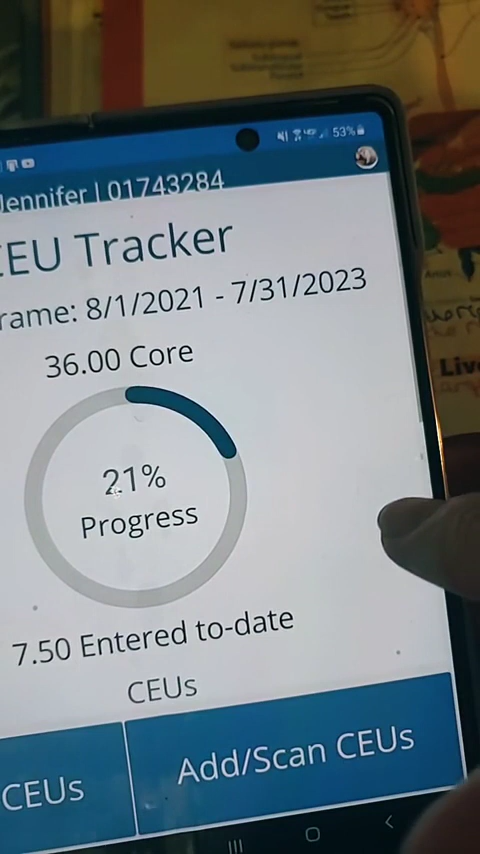 53%
Jennifer | 01743284
CEU Tracker
rame: 8/1/2021 - 7/31/2023
36.00 Core
21%
Progress
7.50 Entered to-date
CEUs
CEUs
Add/Scan CEUs
Live